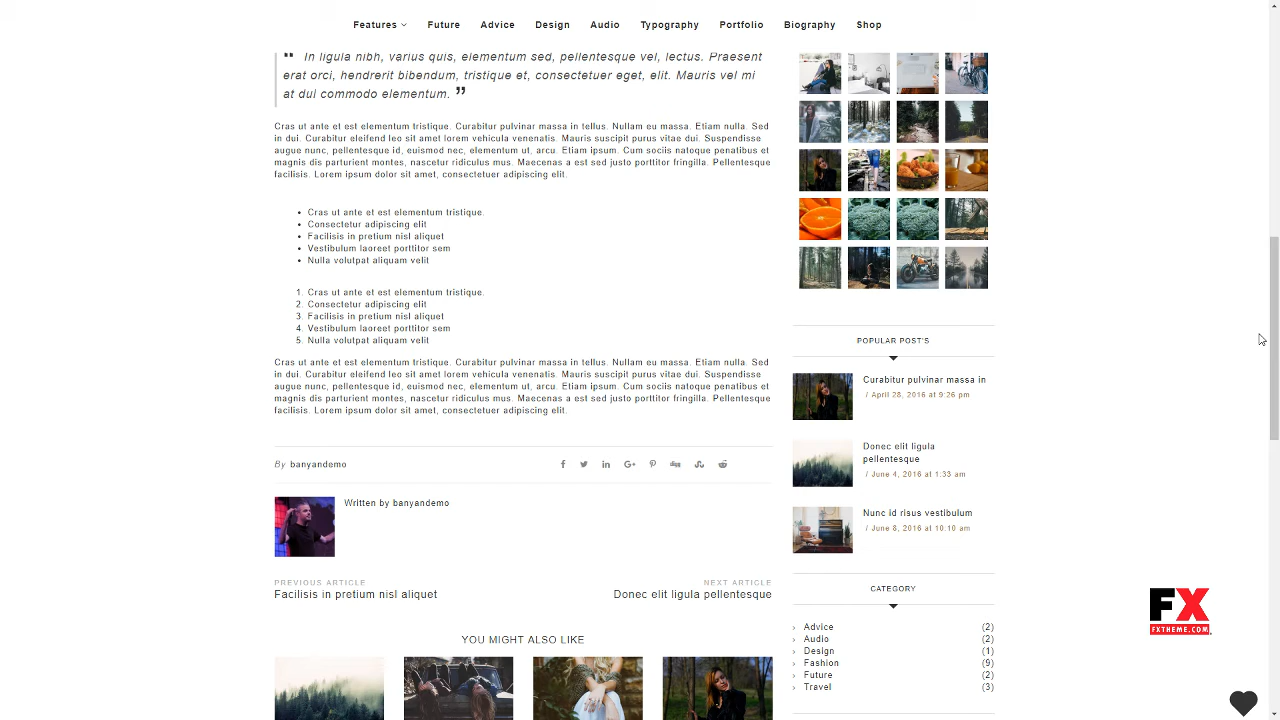 Features Future Advice Design Audio Typography Portfolio Biography Shop
" In ligula nibh, varius quis, elementum sed, pellentesque vel, lectus. Praesent
erat orci, hendrerit bibendum, tristique et, consectetuer eget, elit. Mauris vel mi
at dui commodo elementum. "
Cras ut ante et est elementum tristique. Curabitur pulvinar massa in tellus. Nullam eu massa. Etiam nulla. Sed
in dui. Curabitur eleifend leo sit amet lorem vehicula venenatis. Mauris suscipit purus vitae dui. Suspendisse
augue nunc, pellentesque id, euismod nec, elementum ut, arcu. Etiam ipsum. Cum sociis natoque penatibus et
magnis dis parturient montes, nascetur ridiculus mus. Maecenas a est sed justo porttitor fringilla. Pellentesque
facilisis. Lorem ipsum dolor sit amet, consectetuer adipiscing elit.
• Cras ut ante et est elementum tristique.
• Consectetur adipiscing elit
• Facilisis in pretium nisl aliquet
• Vestibulum laoreet porttitor sem
• Nulla volutpat aliquam velit
1. Cras ut ante et est elementum tristique.
2. Consectetur adipiscing elit
3. Facilisis in pretium nisl aliquet
4. Vestibulum laoreet porttitor sem
5. Nulla volutpat aliquam velit
Cras ut ante et est elementum tristique. Curabitur pulvinar massa in tellus. Nullam eu massa. Etiam nulla. Sed
in dui. Curabitur eleifend leo sit amet lorem vehicula venenatis. Mauris suscipit purus vitae dui. Suspendisse
augue nunc, pellentesque id, euismod nec, elementum ut, arcu. Etiam ipsum. Cum sociis natoque penatibus et
magnis dis parturient montes, nascetur ridiculus mus. Maecenas a est sed justo porttitor fringilla. Pellentesque
facilisis. Lorem ipsum dolor sit amet, consectetuer adipiscing elit.
By banyandemo
Written by banyandemo
PREVIOUS ARTICLE
Facilisis in pretium nisl aliquet
NEXT ARTICLE
Donec elit ligula pellentesque
YOU MIGHT ALSO LIKE
POPULAR POST'S
Curabitur pulvinar massa in
/ April 28, 2016 at 9:26 pm
Donec elit ligula
pellentesque
/ June 4, 2016 at 1:33 am
Nunc id risus vestibulum
/ June 8, 2016 at 10:10 am
CATEGORY
› Advice (2)
› Audio (2)
› Design (1)
› Fashion (9)
› Future (2)
› Travel (3)
FX
FXTHEME.COM